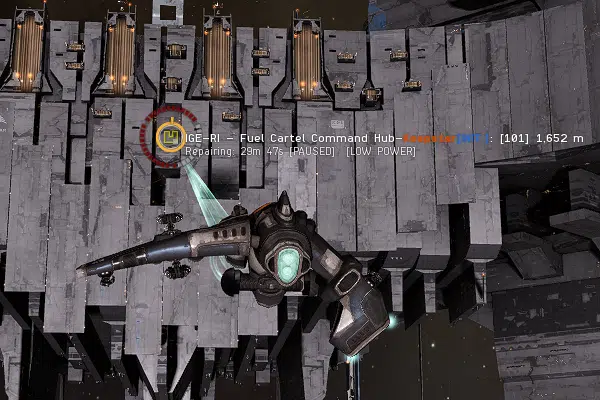 IGE-RI - Fuel Cartel Command Hub- : [101] 1,652 m
Repairing. 29m 47s [PAUSED] [LOW POWER]